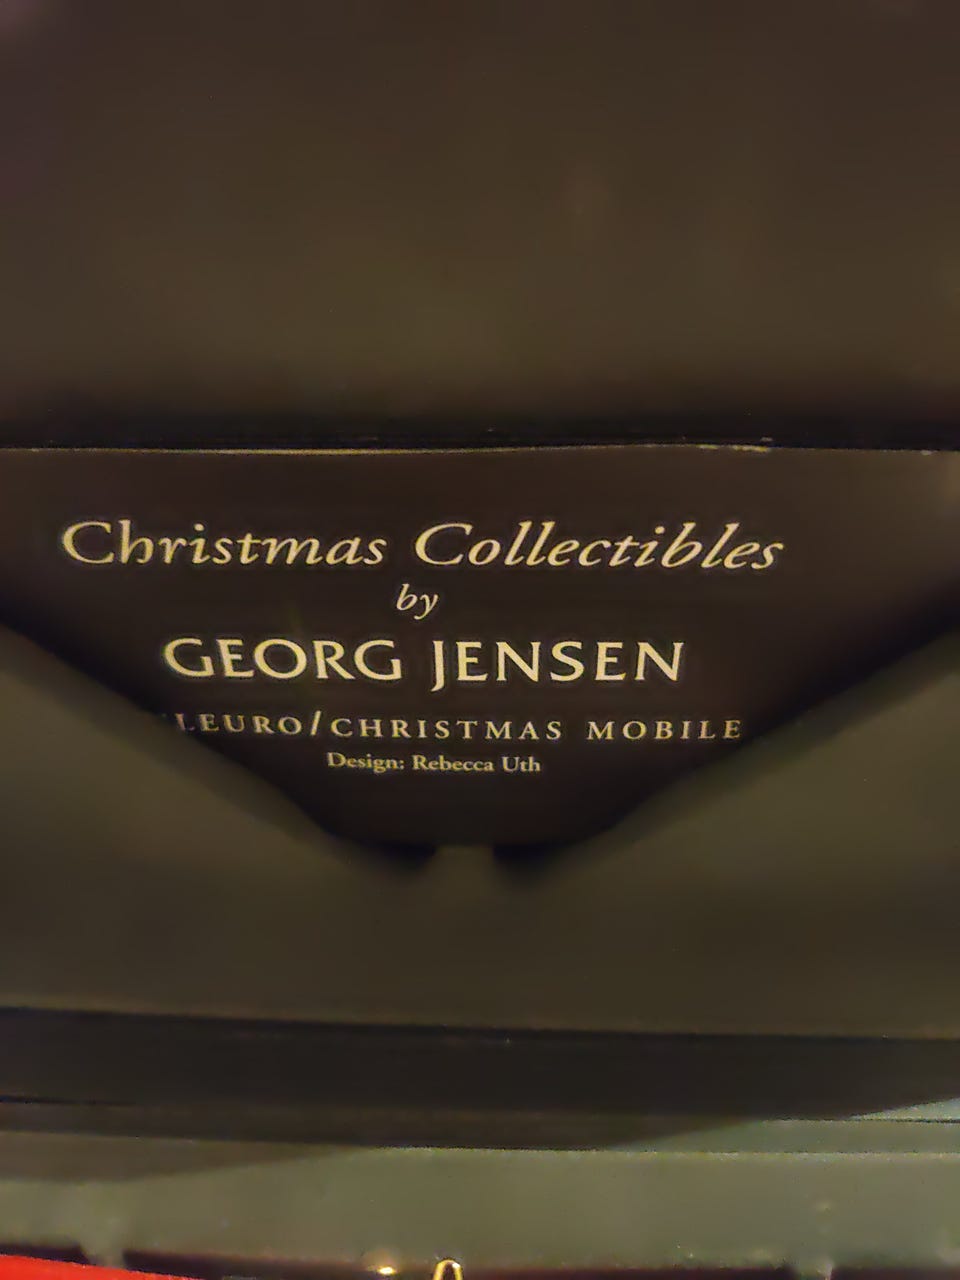 Christmas Collectibles
by
GEORG JENSEN
LEURO/CHRISTMAS MOBILE
Design: Rebecca Uth